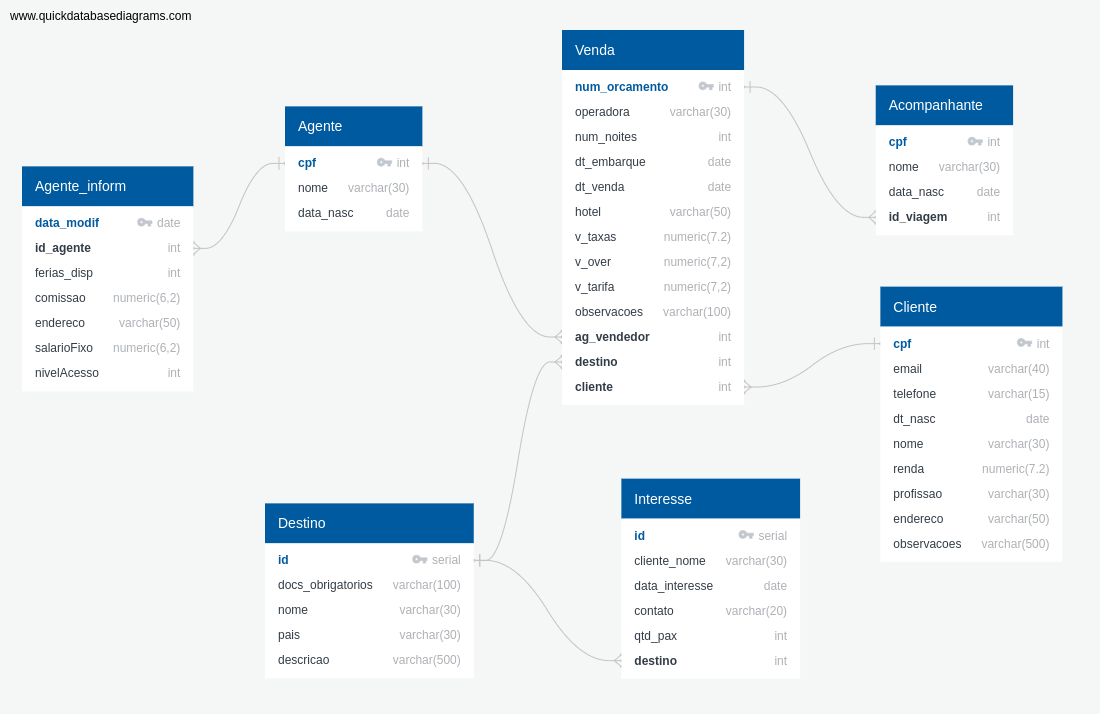 www.quickdatabasediagrams.com
Agente_inform
data_modif date
id_agente int
ferias_disp int
comissao numeric(6,2)
endereco varchar(50)
salarioFixo numeric(6,2)
nivelAcesso int
Agente
cpf int
nome varchar(30)
data_nasc date
Venda
num_orcamento int
operadora varchar(30)
num_noites int
dt_embarque date
dt_venda date
hotel varchar(50)
v_taxas numeric(7.2)
v_over numeric(7,2)
v_tarifa numeric(7,2)
observacoes varchar(100)
ag_vendedor int
destino int
cliente int
Acompanhante
cpf int
nome varchar(30)
data_nasc date
id_viagem int
Cliente
cpf int
email varchar(40)
telefone varchar(15)
dt_nasc date
nome varchar(30)
renda numeric(7.2)
profissao varchar(30)
endereco varchar(50)
observacoes varchar(500)
Destino
id serial
docs_obrigatorios varchar(100)
nome varchar(30)
pais varchar(30)
descricao varchar(500)
Interesse
id serial
cliente_nome varchar(30)
data_interesse date
contato varchar(20)
qtd_pax int
destino int